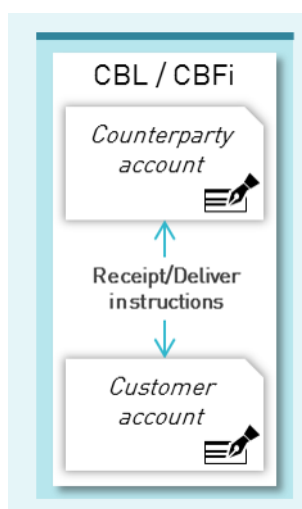 CBL / CBFi
Counterparty
account
Receipt/Deliver
instructions
Customer
account